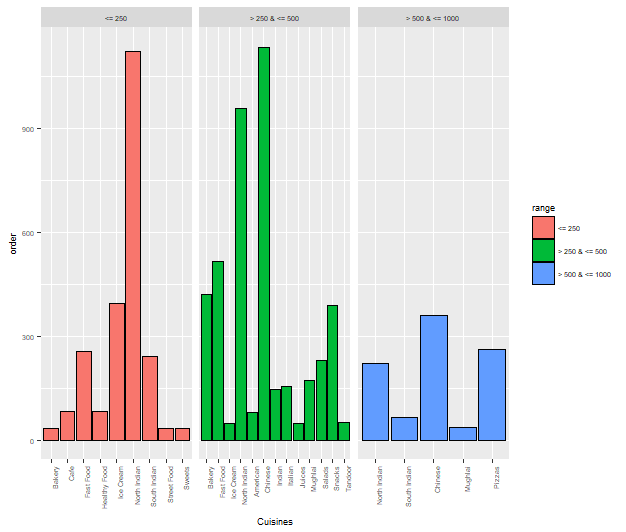 <= 250
> 250 & <= 500
> 500 & <= 1000
order
900
600
300
0
Bakery
Cafe
Fast Food
Healthy Food
Ice Cream
North Indian
South Indian
Street Food
Sweets
Bakery
Fast Food
Ice Cream
North Indian
American
Chinese
Indian
Italian
Juices
Mughlai
Salads
Snacks
Tandoor
North Indian
South Indian
Chinese
Mughlai
Pizzas
Cuisines
range
<= 250
> 250 & <= 500
> 500 & <= 1000